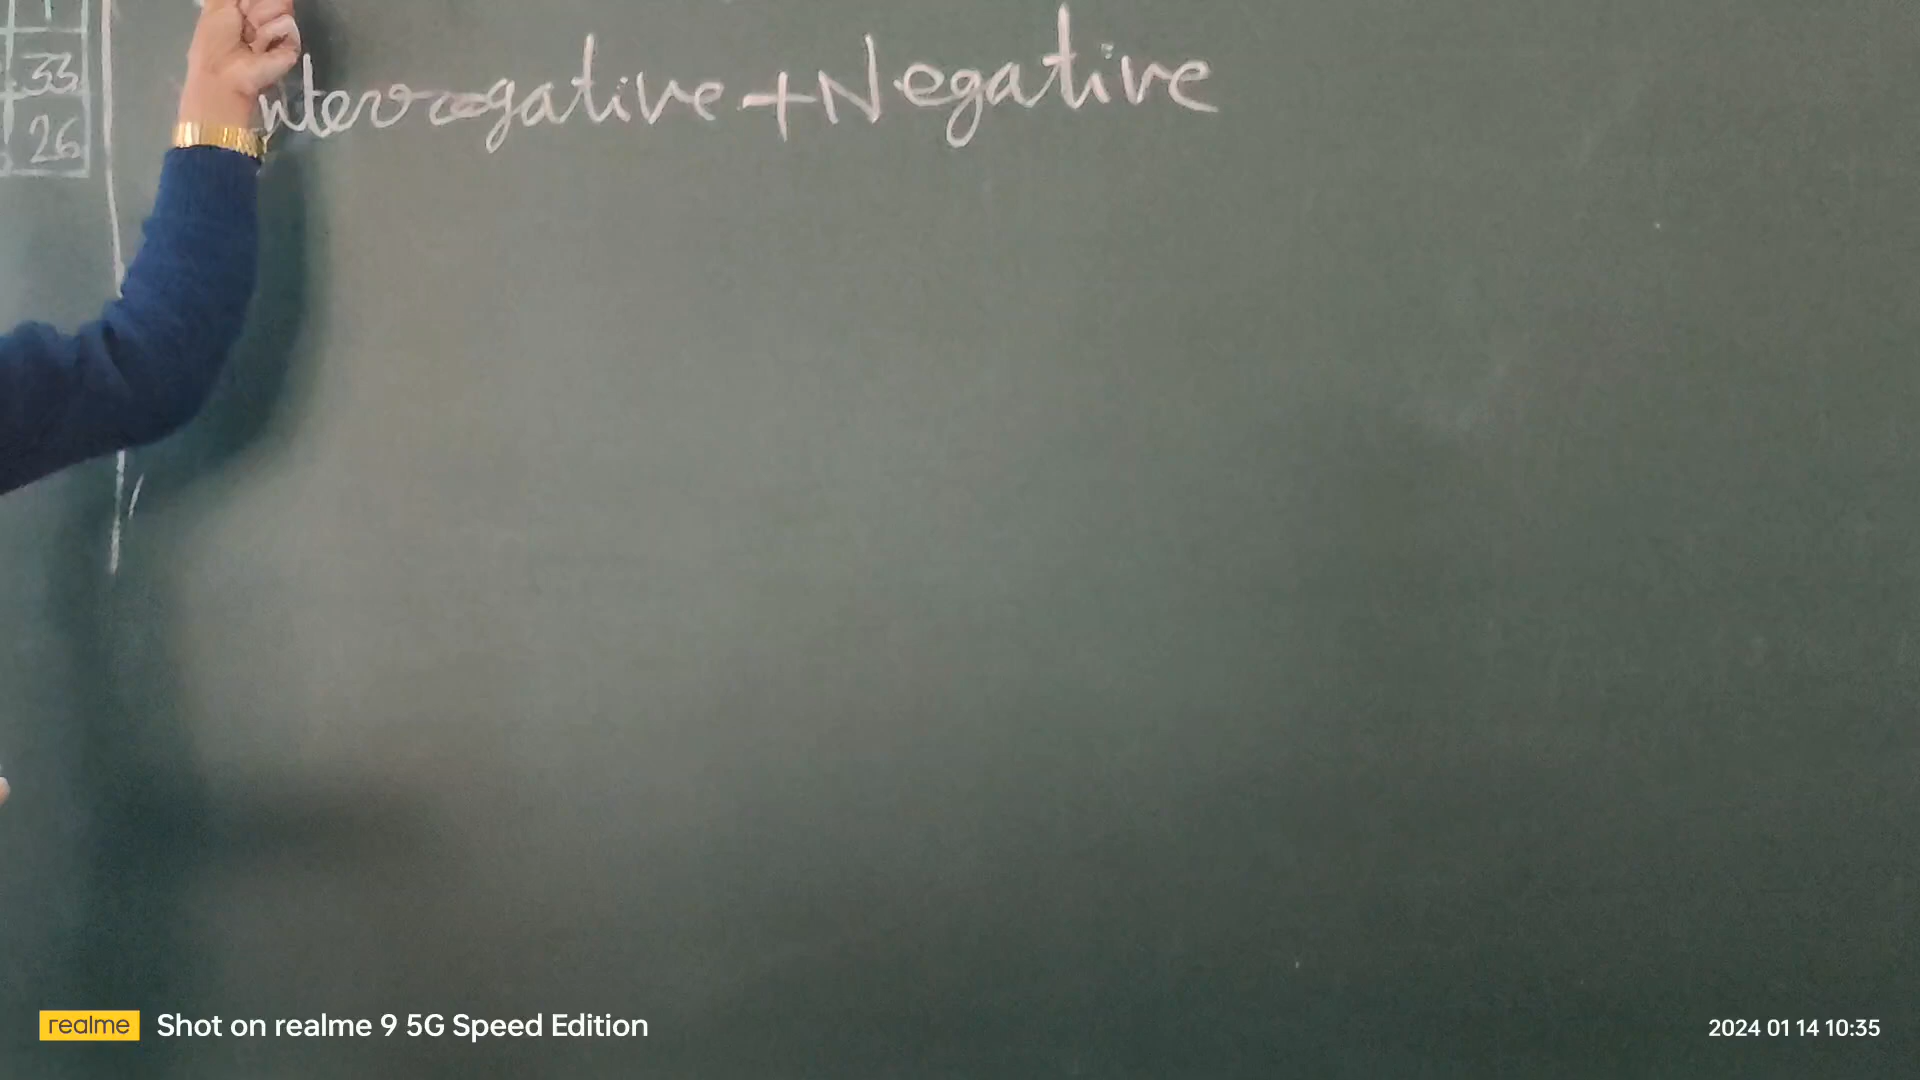 33
26
nterrogative + Negative
realme Shot on realme 9 5G Speed Edition
2024 01 14 10:35